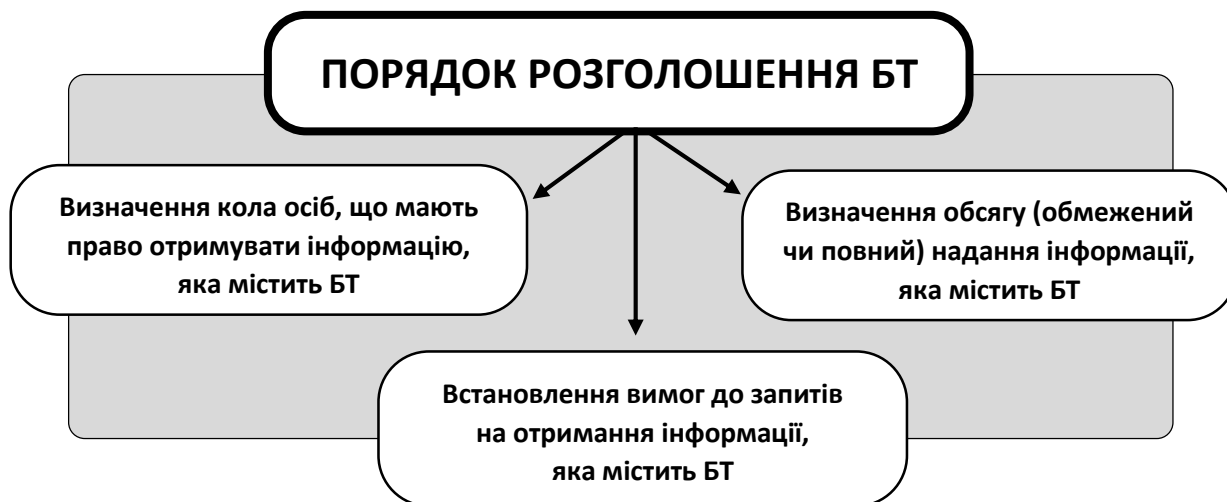 ПОРЯДОК РОЗГОЛОШЕННЯ БТ
Визначення кола осіб, що мають
право отримувати інформацію,
яка містить БТ
Визначення обсягу (обмежений
чи повний) надання інформації,
яка містить БТ
Встановлення вимог до запитів
на отримання інформації,
яка містить БТ